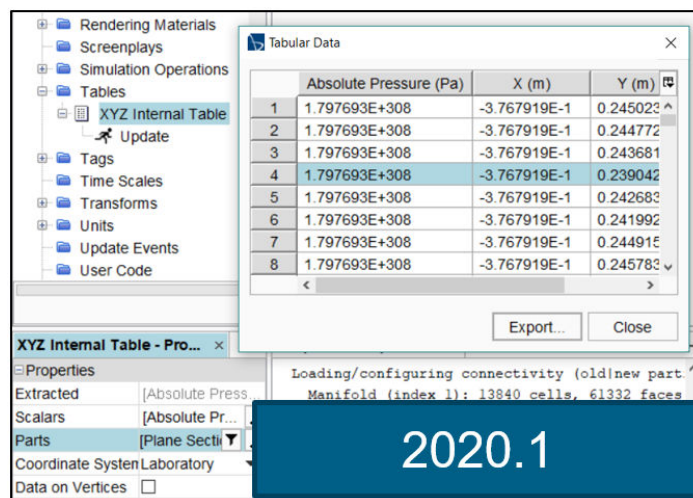 Rendering Materials
Screenplays
Simulation Operations
Tables
XYZ Internal Table
Update
Tags
Time Scales
Transforms
Units
Update Events
User Code
Tabular Data
Absolute Pressure (Pa) X (m) Y (m)
1 1.797693E+308 -3.767919E-1 0.245023
2 1.797693E+308 -3.767919E-1 0.244772
3 1.797693E+308 -3.767919E-1 0.243681
4 1.797693E+308 -3.767919E-1 0.239042
5 1.797693E+308 -3.767919E-1 0.242683
6 1.797693E+308 -3.767919E-1 0.241992
7 1.797693E+308 -3.767919E-1 0.244915
8 1.797693E+308 -3.767919E-1 0.245783
Export... Close
XYZ Internal Table - Pro... ×
Properties
Extracted [Absolute Press...
Scalars [Absolute Pr...
Parts [Plane Secti
Coordinate System Laboratory
Data on Vertices
Loading/configuring connectivity (old|new part
Manifold (index 1): 13840 cells, 61332 faces
2020.1